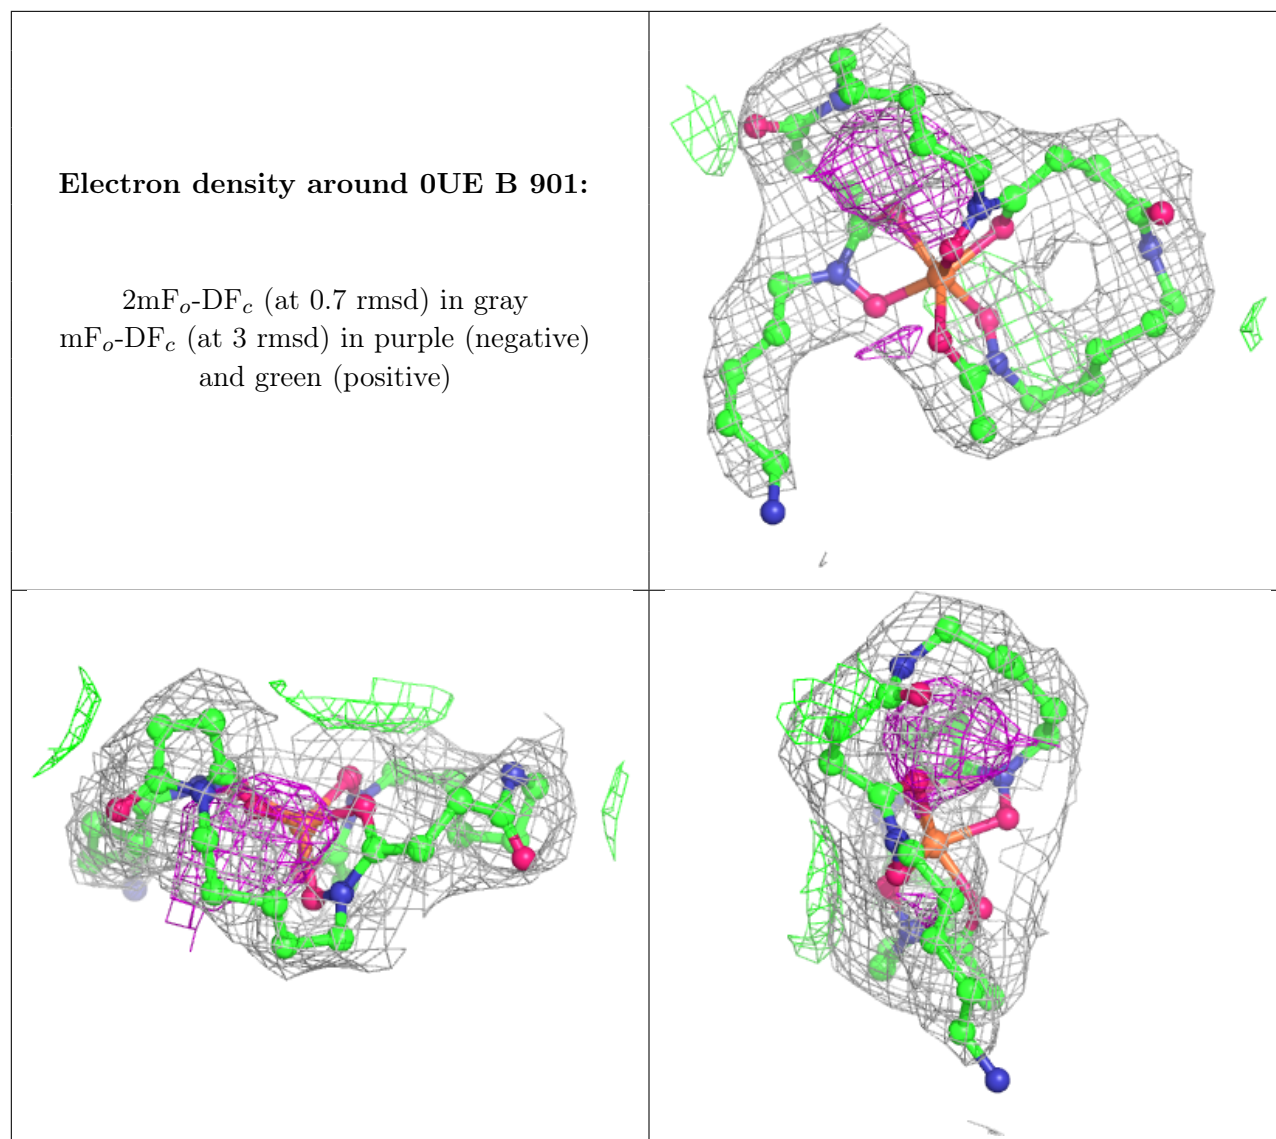 Electron density around 0UE B 901:
2mFo-DFc (at 0.7 rmsd) in gray
mFo-DFc (at 3 rmsd) in purple (negative)
and green (positive)